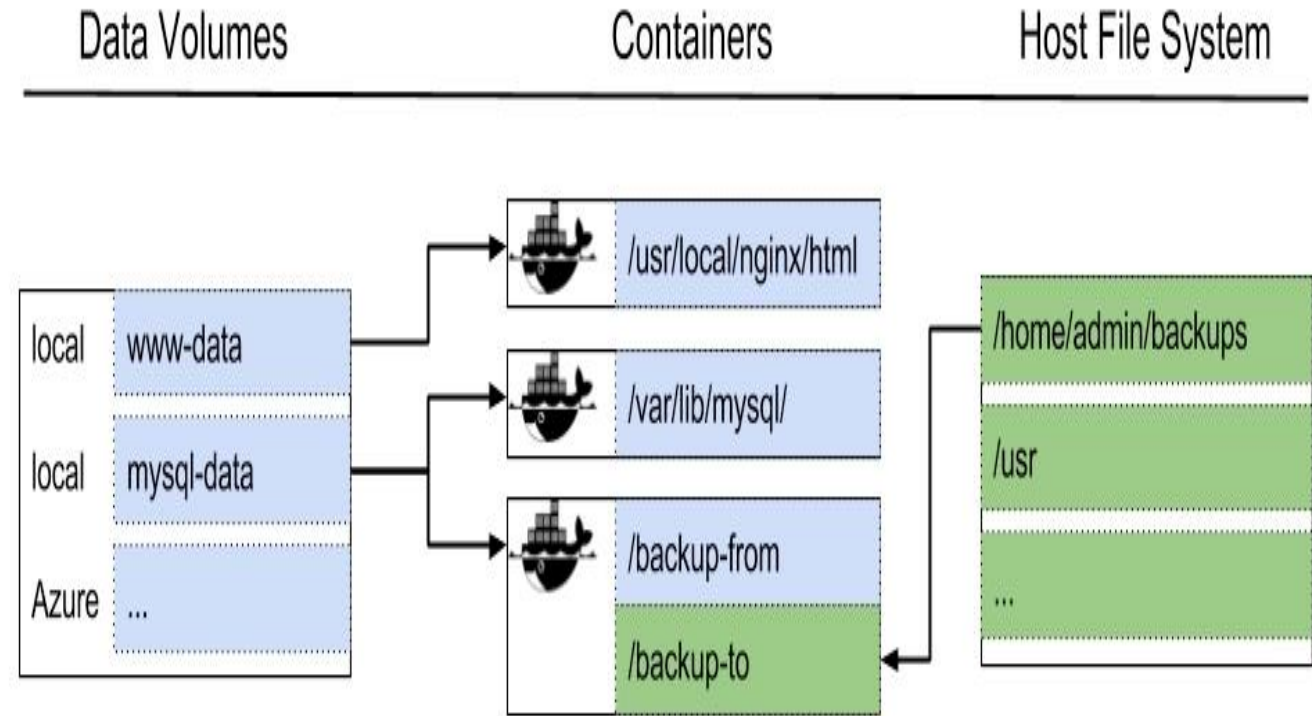 Data Volumes
Containers
Host File System
local
www-data
local
mysql-data
Azure
...
/usr/local/nginx/html
/var/lib/mysql/
/backup-from
/backup-to
/home/admin/backups
/usr
...